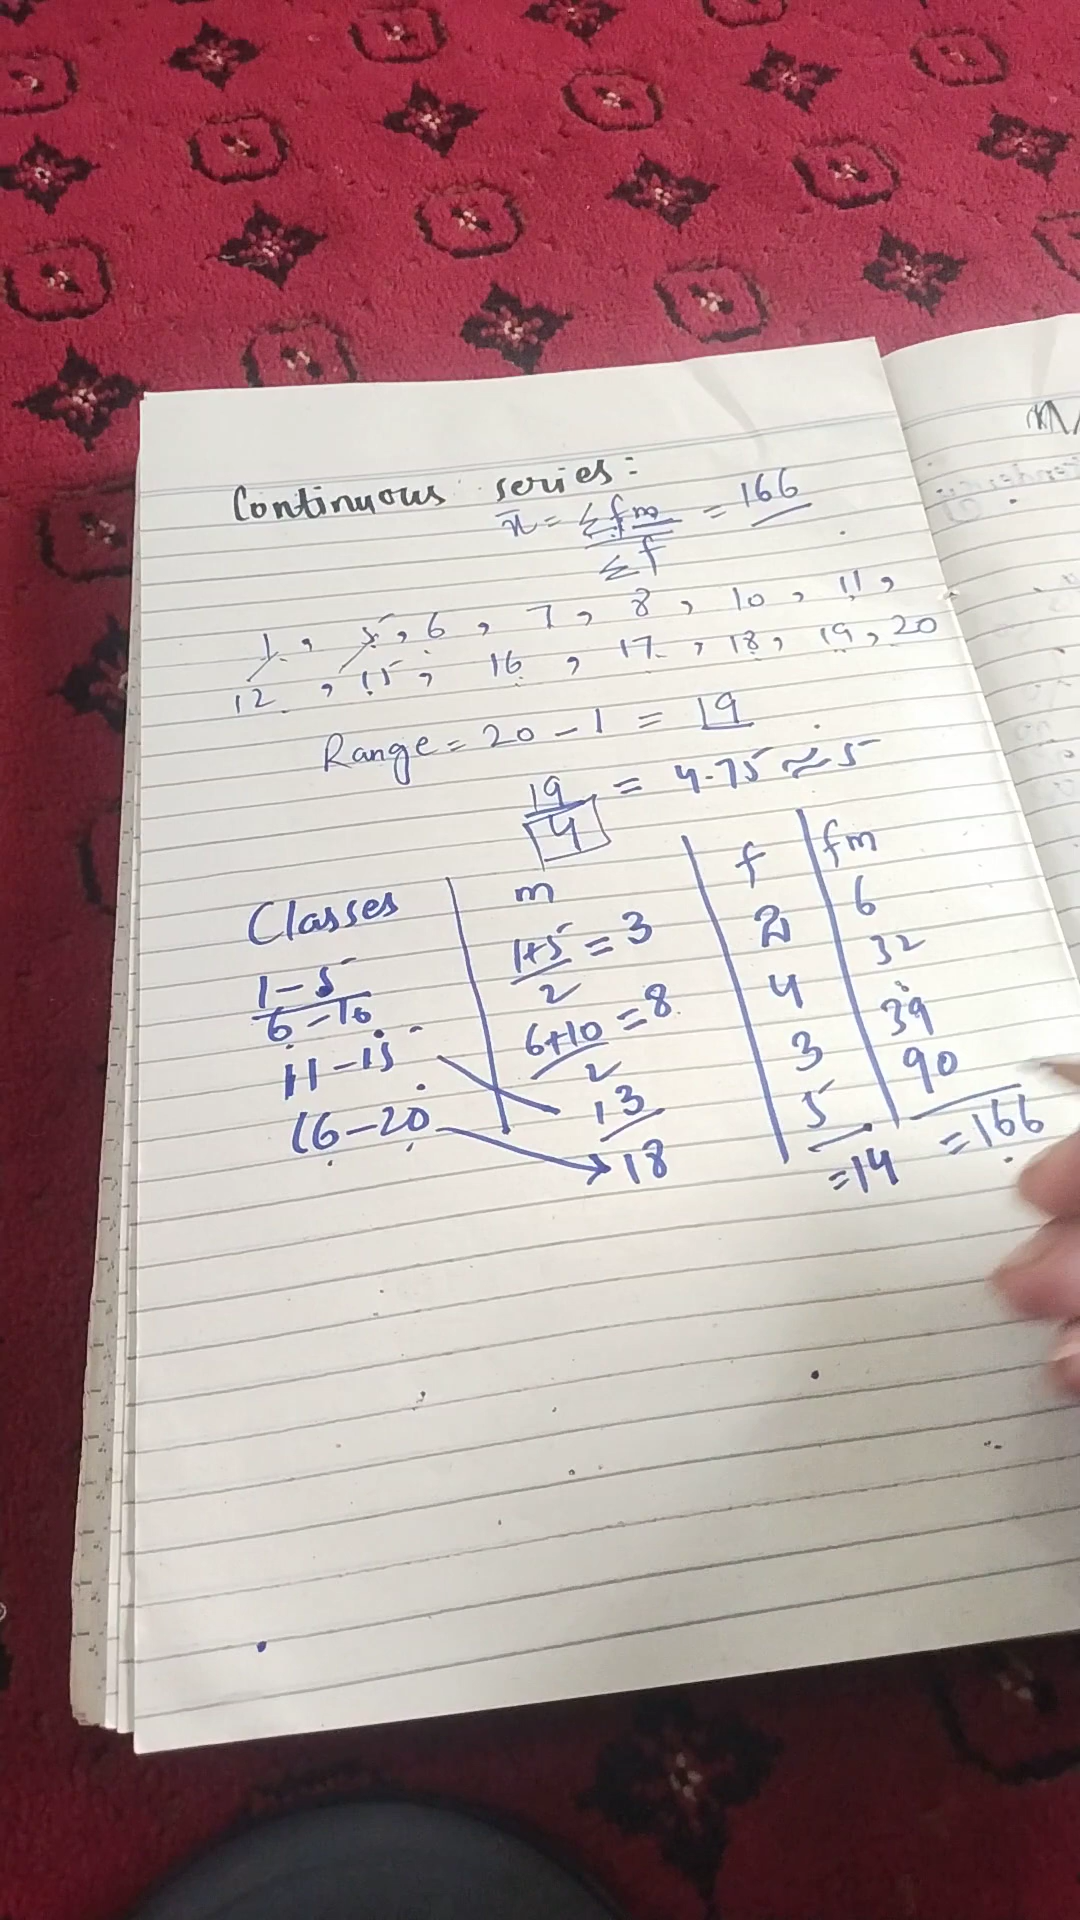 Continuous series:
x̄ = Σfm = 166
Σf
1, 5, 6, 7, 8, 10, 11,
12, 15, 16, 17, 18, 19, 20
Range = 20 - 1 = 19
19/4 = 4.75 ≈ 5
Classes m f fm
1-5 1+5/2 = 3 2 6
6-10 6+10/2 = 8 4 32
11-15 13 3 39
16-20 18 5 90
=14 =166